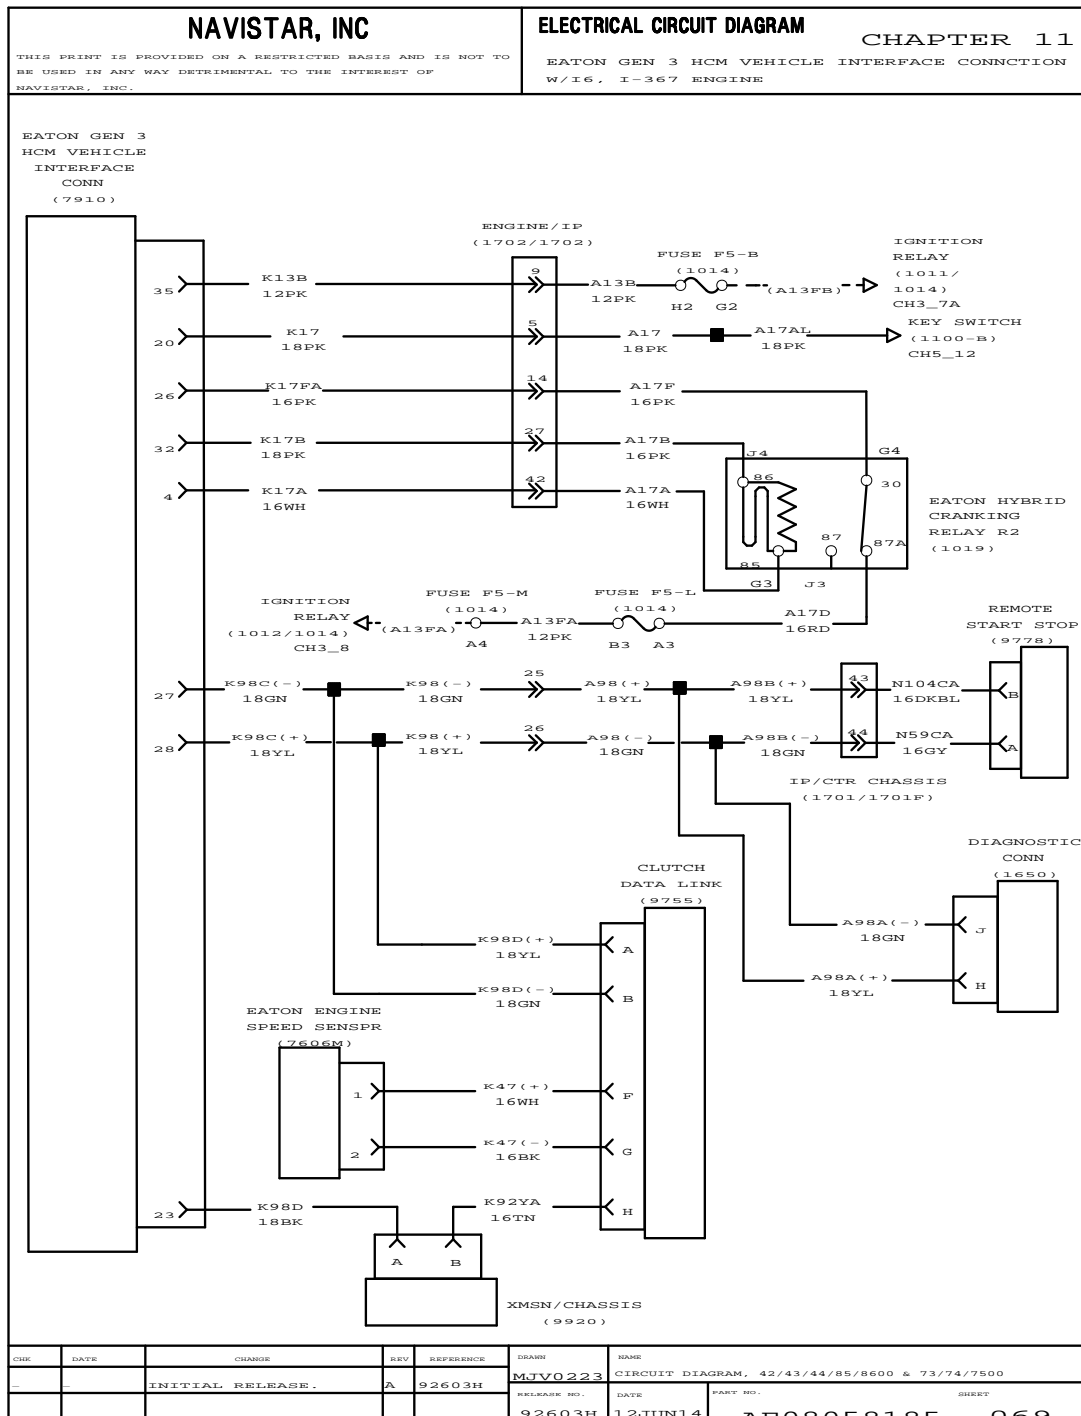 NAVISTAR, INC
THIS PRINT IS PROVIDED ON A RESTRICTED BASIS AND IS NOT TO
BE USED IN ANY WAY DETRIMENTAL TO THE INTEREST OF
NAVISTAR, INC.
ELECTRICAL CIRCUIT DIAGRAM
CHAPTER 11
EATON GEN 3 HCM VEHICLE INTERFACE CONNCTION
W/I6, I-367 ENGINE
EATON GEN 3
HCM VEHICLE
INTERFACE
CONN
(7910)
ENGINE/IP
(1702/1702)
FUSE F5-B
(1014)
IGNITION
RELAY
(1011/
1014)
CH3_7A
35
K13B
12PK
9
A13B
12PK
H2 G2
(A13FB)
KEY SWITCH
(1100-B)
CH5_12
20
K17
18PK
5
A17
18PK
A17AL
18PK
26
K17FA
16PK
14
A17F
16PK
32
K17B
18PK
27
A17B
16PK
J4
G4
4
K17A
16WH
42
A17A
16WH
86
30
87
87A
85
G3
J3
EATON HYBRID
CRANKING
RELAY R2
(1019)
IGNITION
RELAY
(1012/1014)
CH3_8
(A13FA)
FUSE F5-M
(1014)
A4
A13FA
12PK
FUSE F5-L
(1014)
B3 A3
A17D
16RD
REMOTE
START STOP
(9778)
27
K98C(-)
18GN
K98(-)
18GN
25
A98(+)
18YL
A98B(+)
18YL
43
N104CA
16DKBL
B
28
K98C(+)
18YL
K98(+)
18YL
26
A98(-)
18GN
A98B(-)
18GN
44
N59CA
16GY
A
IP/CTR CHASSIS
(1701/1701F)
DIAGNOSTIC
CONN
(1650)
CLUTCH
DATA LINK
(9755)
A98A(-)
18GN
J
K98D(+)
18YL
A
A98A(+)
18YL
H
K98D(-)
18GN
B
EATON ENGINE
SPEED SENSPR
(7606M)
1
K47(+)
16WH
F
2
K47(-)
16BK
G
23
K98D
18BK
K92YA
16TN
H
A
B
XMSN/CHASSIS
(9920)
CHK DATE CHANGE REV REFERENCE
- - INITIAL RELEASE. A 92603H
DRAWN
MJV0223
NAME
CIRCUIT DIAGRAM, 42/43/44/85/8600 & 73/74/7500
RELEASE NO.
92603H
DATE
12JUN14
PART NO.
SHEET